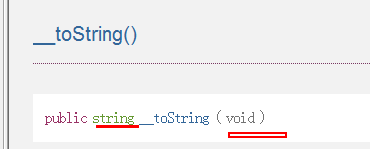 __toString()
public string __toString ( void )